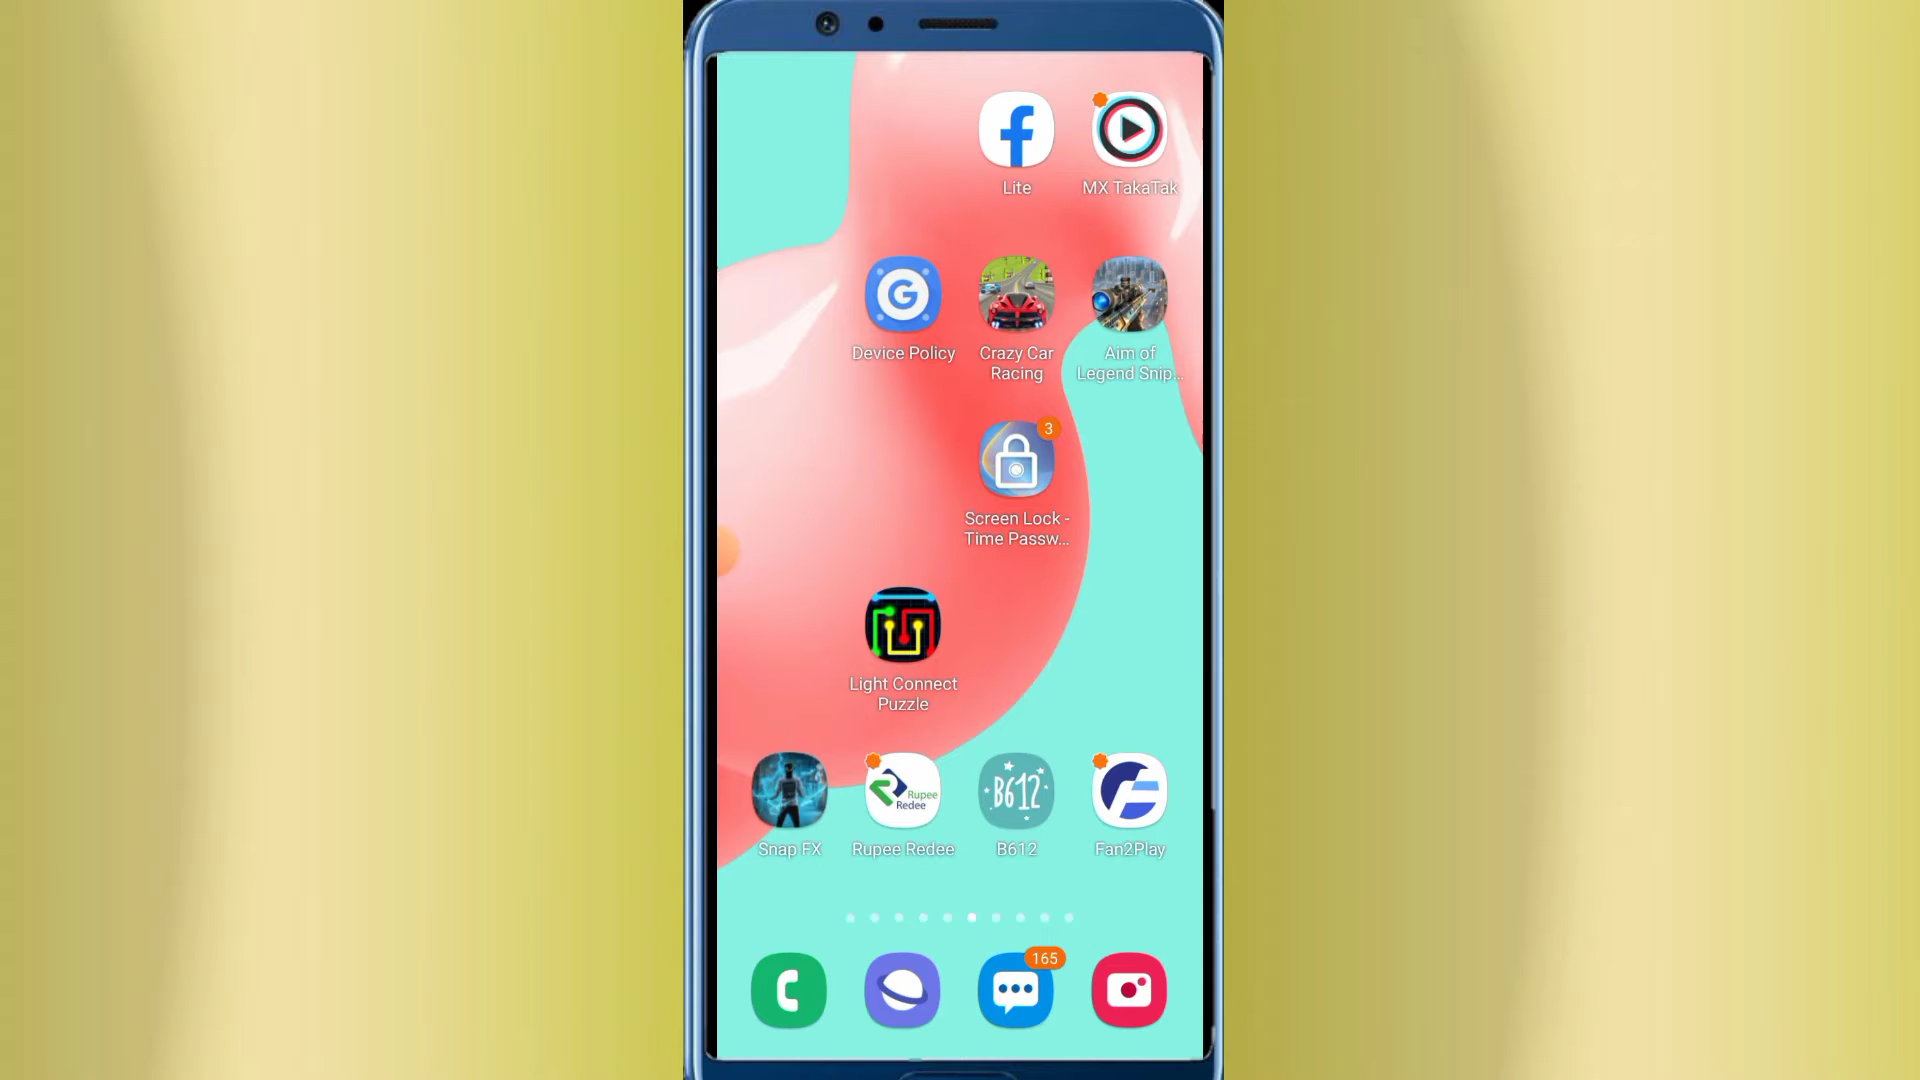 Lite
MX TakaTak
Device Policy
Crazy Car
Racing
Aim of
Legend Snip...
3
Screen Lock -
Time Passw...
Light Connect
Puzzle
Rupee
Redee
B612
Snap FX
Rupee Redee
B612
Fan2Play
165